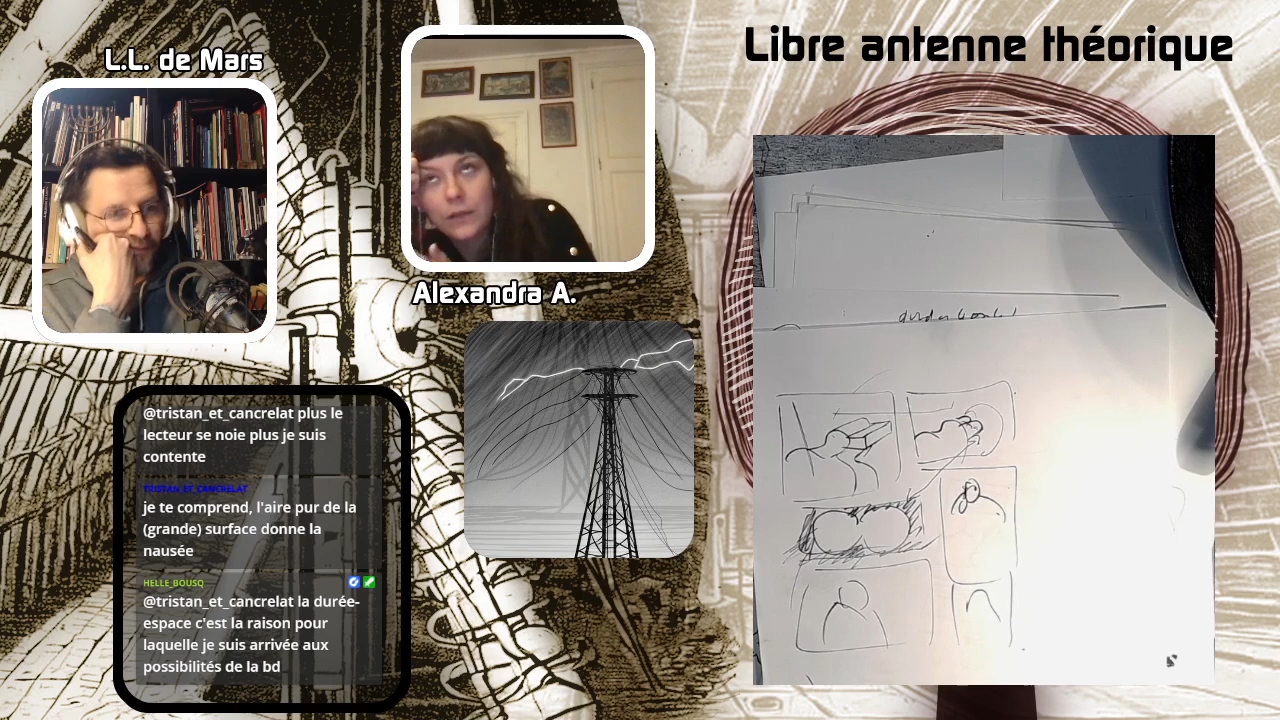 L.L. de Mars
Libre antenne théorique
Alexandra A.
@tristan_et_cancrelat plus le
lecteur se noie plus je suis
contente
TRISTAN_ET_CANCRELAT
je te comprend, l'aire pur de la
(grande) surface donne la
nausée
HELLE_BOUSQ
@tristan_et_cancrelat la durée-
espace c'est la raison pour
laquelle je suis arrivée aux
possibilités de la bd